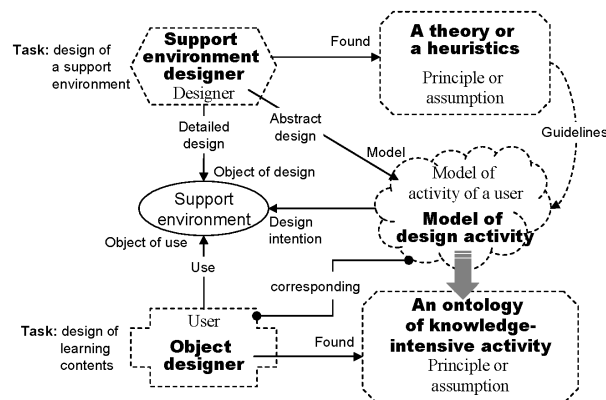 Task: design of
a support
environment
Support
environment
designer
Designer
Found
A theory or
a heuristics
Principle or
assumption
Detailed
design
Abstract
design
Model
Guidelines
Object of design
Support
environment
Object of use
Design
intention
Model of
activity of a user
Model of
design activity
Use
corresponding
Task: design of
learning
contents
User
Object
designer
Found
An ontology
of knowledge-
intensive activity
Principle or
assumption